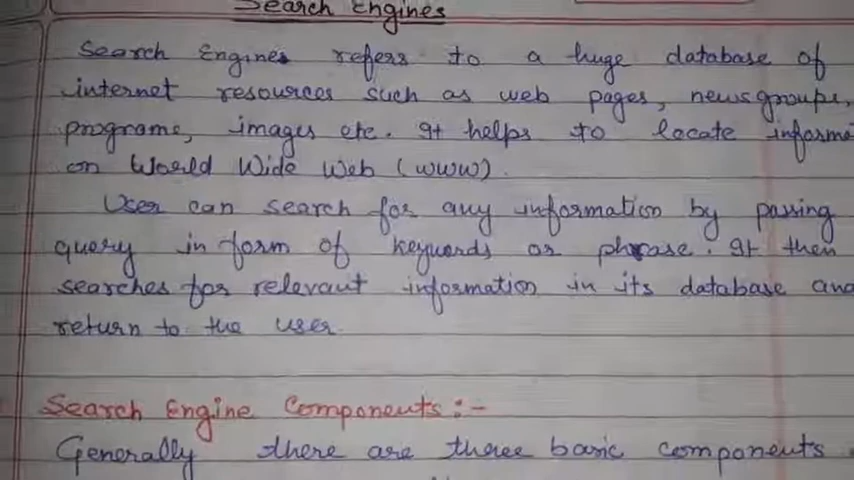 Search Engines
Search Engines refers to a huge database of
internet resources such as web pages, newsgroups,
programs, images etc. It helps to locate informa
on World Wide Web (WWW).
User can search for any information by passing
query in form of keywords or phrase. It then
searches for relevant information in its database and
return to the user.
Search Engine Components:-
Generally there are three basic components